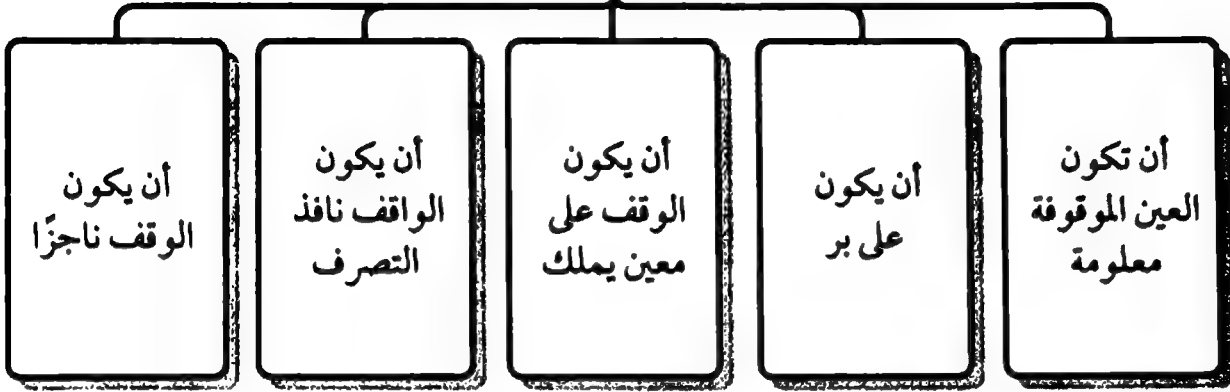 أن تكون
العين الموقوفة
معلومة
أن يكون
على بر
أن يكون
الوقف على
معين يملك
أن يكون
الواقف نافذ
التصرف
أن يكون
الوقف ناجزًا